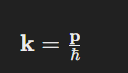 k = p/ħ